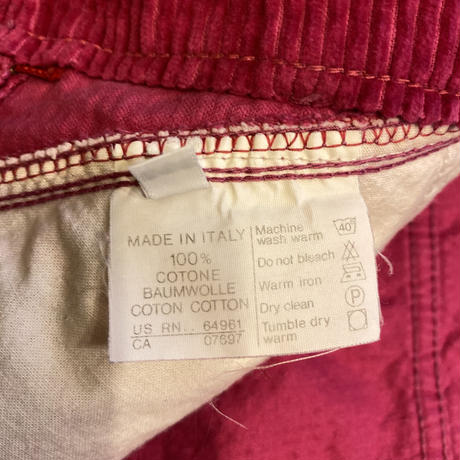 MADE IN ITALY
100%
COTONE
BAUMWOLLE
COTON COTTON
US RN.. 64961
CA 07697
Machine
wash warm
40°
Do not bleach
Warm iron
Dry clean
P
Tumble dry
warm